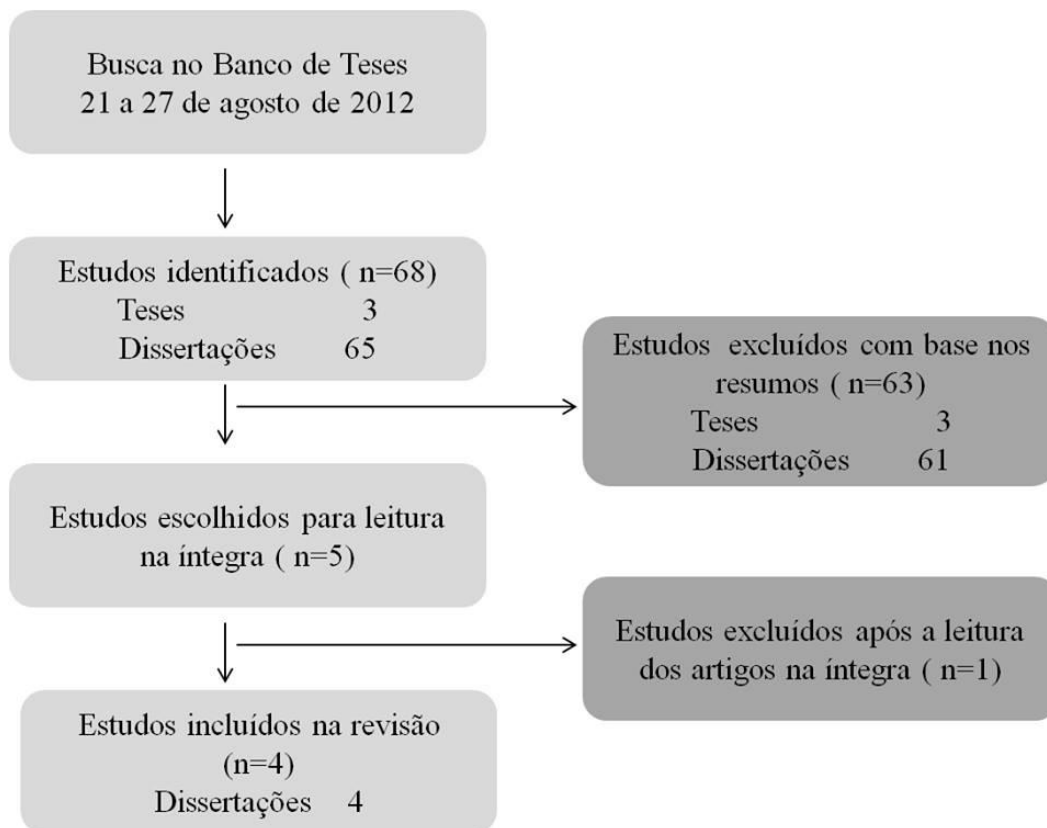 Busca no Banco de Teses
21 a 27 de agosto de 2012
Estudos identificados ( n=68)
Teses 3
Dissertações 65
Estudos excluídos com base nos
resumos ( n=63)
Teses 3
Dissertações 61
Estudos escolhidos para leitura
na íntegra ( n=5)
Estudos excluídos após a leitura
dos artigos na íntegra ( n=1)
Estudos incluídos na revisão
(n=4)
Dissertações 4